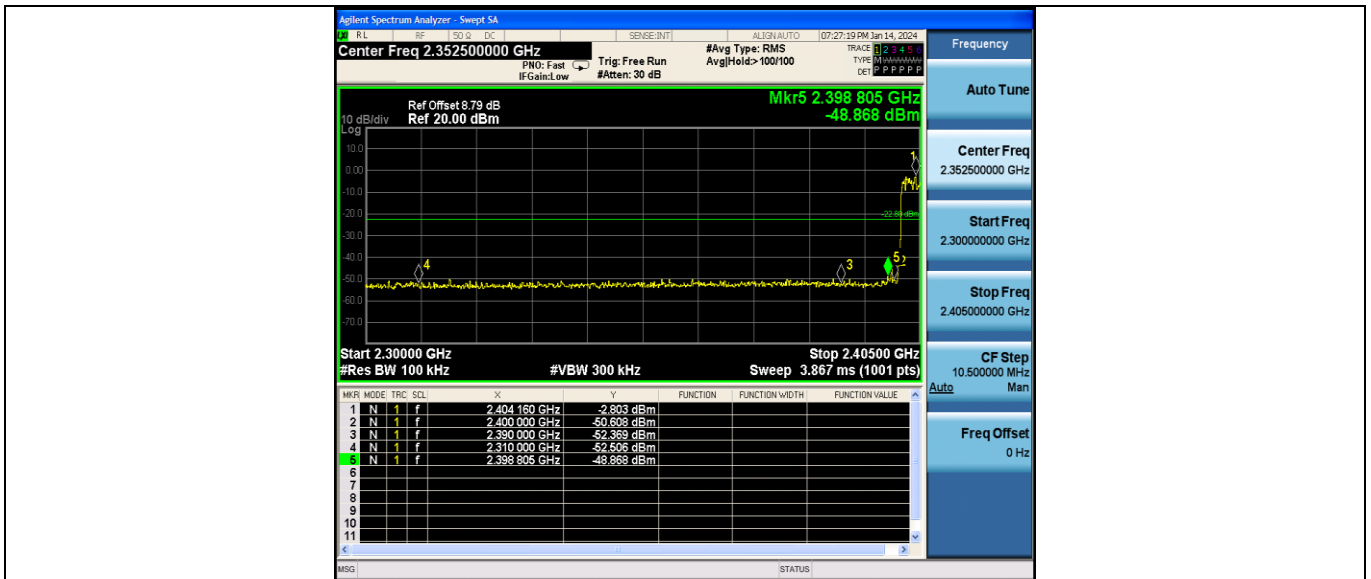 Agilent Spectrum Analyzer - Swept SA
RL RF 50 Ω DC SENSE:INT ALIGN AUTO 07:27:19 PM Jan 14, 2024
Center Freq 2.352500000 GHz
PNO: Fast
IFGain:Low
Trig: Free Run
#Atten: 30 dB
#Avg Type: RMS
Avg|Hold:> 100/100
TRACE 1 2 3 4 5 6
TYPE M
DET P P P P P P
Ref Offset 8.79 dB
10 dB/div Ref 20.00 dBm
Log
Mkr5 2.398 805 GHz
-48.868 dBm
10.0
0.00
-10.0
-20.0
-30.0
-40.0
-50.0
-60.0
-70.0
1
4
3
5
Start 2.30000 GHz Stop 2.40500 GHz
#Res BW 100 kHz #VBW 300 kHz Sweep 3.867 ms (1001 pts)
MKR MODE TRC SCL X Y FUNCTION FUNCTION WIDTH FUNCTION VALUE
1 N 1 f 2.404 160 GHz -2.803 dBm
2 N 1 f 2.400 000 GHz -50.608 dBm
3 N 1 f 2.390 000 GHz -52.369 dBm
4 N 1 f 2.310 000 GHz -52.506 dBm
5 N 1 f 2.398 805 GHz -48.868 dBm
6
7
8
9
10
11
MSG STATUS
Frequency
Auto Tune
Center Freq
2.352500000 GHz
Start Freq
2.300000000 GHz
Stop Freq
2.405000000 GHz
CF Step
10.500000 MHz
Auto Man
Freq Offset
0 Hz